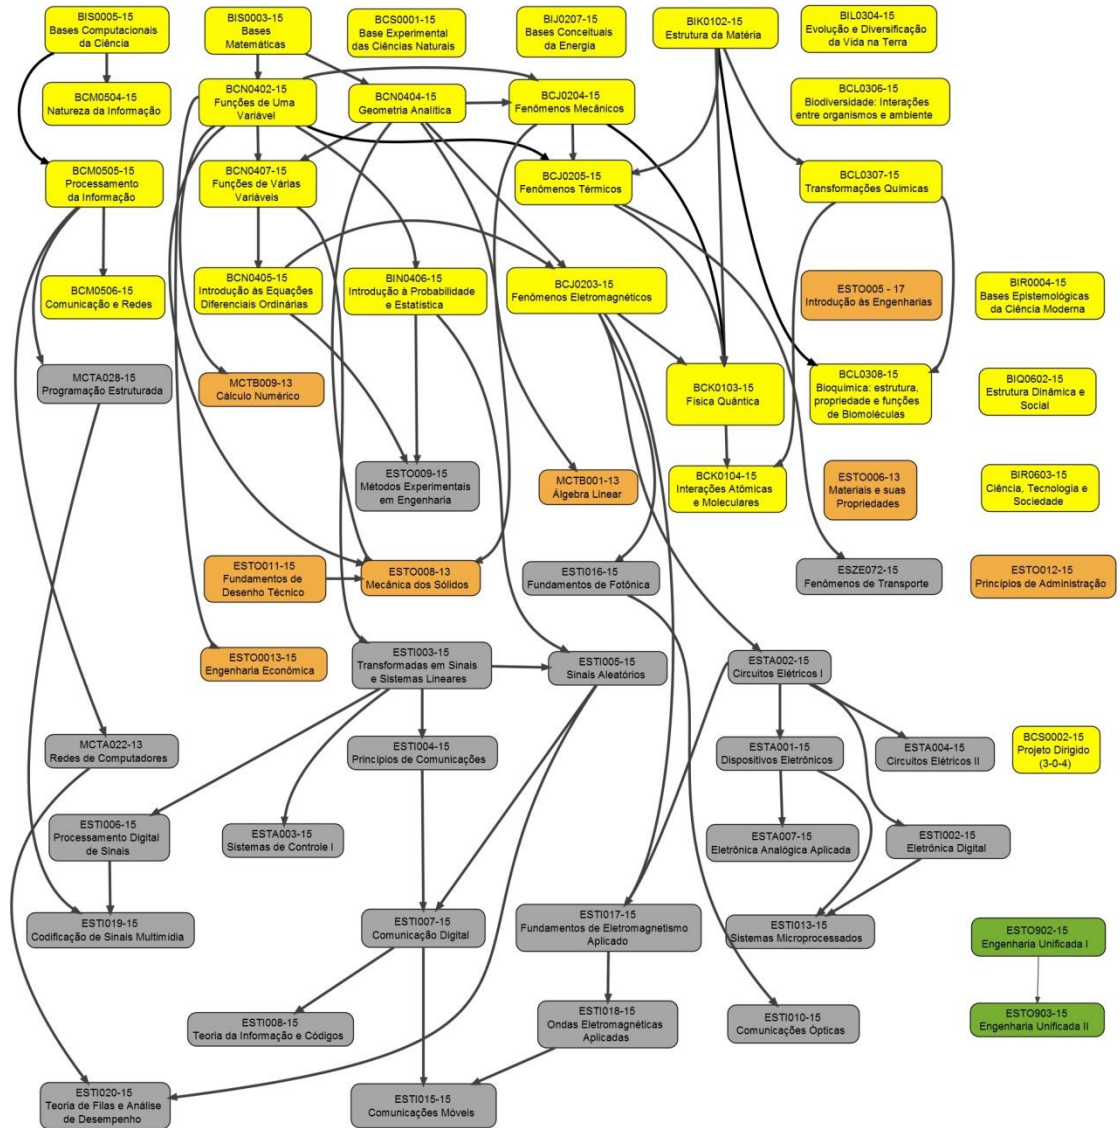 BIS0005-15
Bases Computacionais
da Ciência
BIS0003-15
Bases
Matemáticas
BCS0001-15
Base Experimental
das Ciências Naturais
BIJ0207-15
Bases Conceituais
da Energia
BIK0102-15
Estrutura da Matéria
BIL0304-15
Evolução e Diversificação
da Vida na Terra
BCM0504-15
Natureza da Informação
BCN0402-15
Funções de Uma
Variável
BCN0404-15
Geometria Analítica
BCJ0204-15
Fenômenos Mecânicos
BCL0306-15
Biodiversidade: Interações
entre organismos e ambiente
BCM0505-15
Processamento
da Informação
BCN0407-15
Funções de Várias
Variáveis
BCJ0205-15
Fenômenos Térmicos
BCL0307-15
Transformações Químicas
BCM0506-15
Comunicação e Redes
BCN0405-15
Introdução às Equações
Diferenciais Ordinárias
BIN0406-15
Introdução à Probabilidade
e Estatística
BCJ0203-15
Fenômenos Eletromagnéticos
ESTO005 - 17
Introdução às Engenharias
BIR0004-15
Bases Epistemológicas
da Ciência Moderna
MCTA028-15
Programação Estruturada
MCTB009-13
Cálculo Numérico
BCK0103-15
Física Quântica
BCL0308-15
Bioquímica: estrutura,
propriedade e funções
de Biomoléculas
BIQ0602-15
Estrutura Dinâmica e
Social
ESTO009-15
Métodos Experimentais
em Engenharia
MCTB001-13
Álgebra Linear
BCK0104-15
Interações Atômicas
e Moleculares
ESTO006-13
Materiais e suas
Propriedades
BIR0603-15
Ciência, Tecnologia e
Sociedade
ESTO011-15
Fundamentos de
Desenho Técnico
ESTO008-13
Mecânica dos Sólidos
ESTI016-15
Fundamentos de Fotônica
ESZE072-15
Fenômenos de Transporte
ESTO012-15
Princípios de Administração
ESTO0013-15
Engenharia Econômica
ESTI003-15
Transformadas em Sinais
e Sistemas Lineares
ESTI005-15
Sinais Aleatórios
ESTA002-15
Circuitos Elétricos I
MCTA022-13
Redes de Computadores
ESTI004-15
Princípios de Comunicações
ESTA001-15
Dispositivos Eletrônicos
ESTA004-15
Circuitos Elétricos II
BCS0002-15
Projeto Dirigido
(3-0-4)
ESTI006-15
Processamento Digital
de Sinais
ESTA003-15
Sistemas de Controle I
ESTA007-15
Eletrônica Analógica Aplicada
ESTI002-15
Eletrônica Digital
ESTI019-15
Codificação de Sinais Multimídia
ESTI007-15
Comunicação Digital
ESTI017-15
Fundamentos de Eletromagnetismo
Aplicado
ESTI013-15
Sistemas Microprocessados
ESTO902-15
Engenharia Unificada I
ESTI008-15
Teoria da Informação e Códigos
ESTI018-15
Ondas Eletromagnéticas
Aplicadas
ESTI010-15
Comunicações Ópticas
ESTO903-15
Engenharia Unificada II
ESTI020-15
Teoria de Filas e Análise
de Desempenho
ESTI015-15
Comunicações Móveis